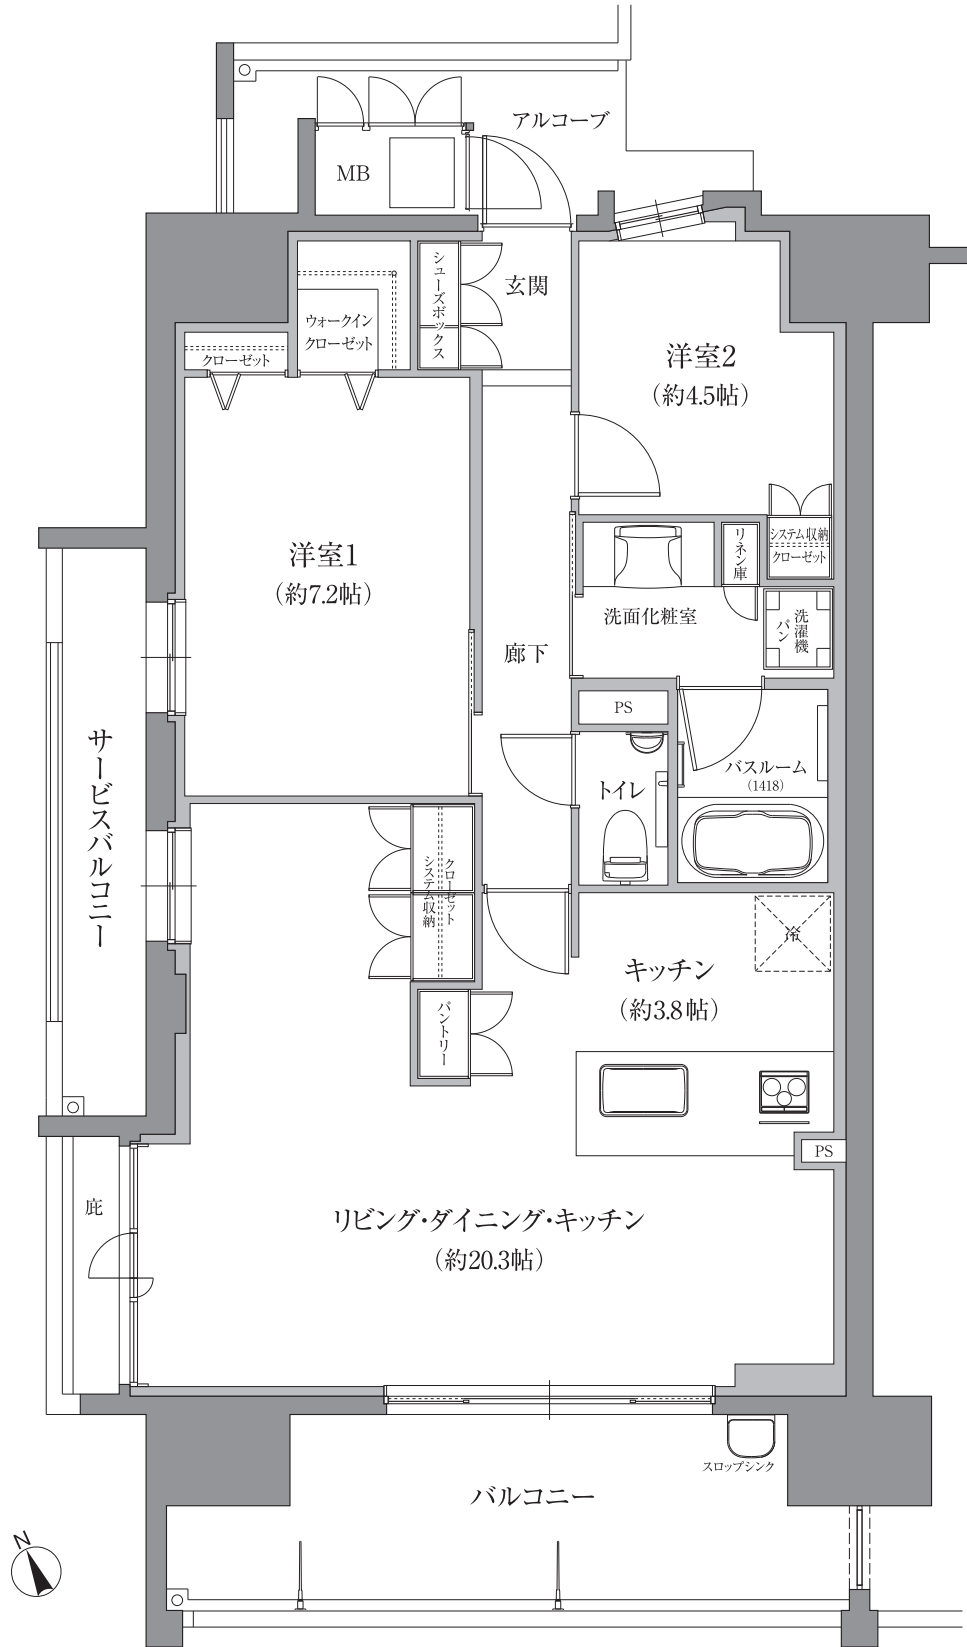 アルコーブ
MB
シューズボックス
玄関
ウォークイン
クローゼット
クローゼット
洋室2
(約4.5帖)
洋室1
(約7.2帖)
リネン庫
システム収納
クローゼット
洗面化粧室
洗濯機
パン
廊下
PS
サービスバルコニー
トイレ
バスルーム
(1418)
クローゼット
システム収納
冷
キッチン
(約3.8帖)
パントリー
PS
庇
リビング・ダイニング・キッチン
(約20.3帖)
スロップシンク
バルコニー
N